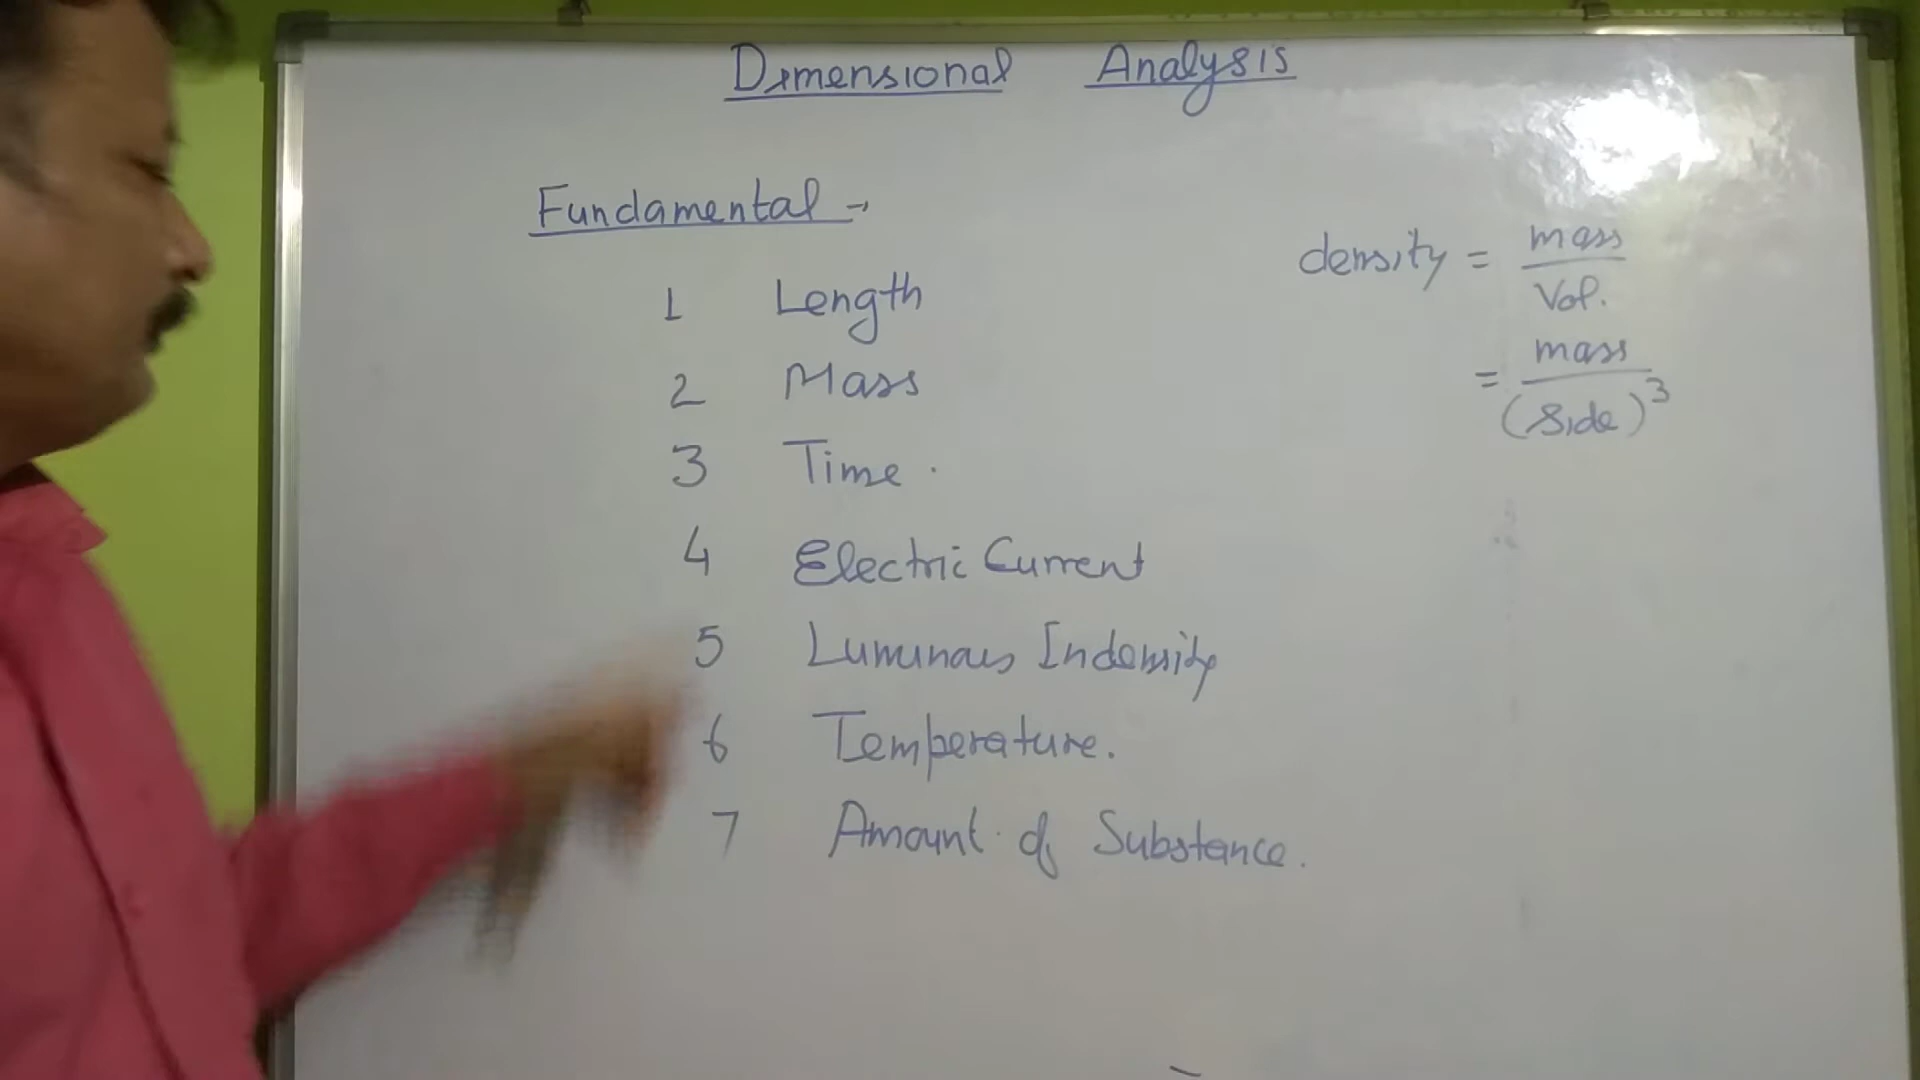 Dimensional Analysis
Fundamental →
1 Length
2 Mass
3 Time .
4 Electric Current
5 Luminous Indensity
6 Temperature.
7 Amount of Substance.
density = mass / Vol.
= mass / (Side)³